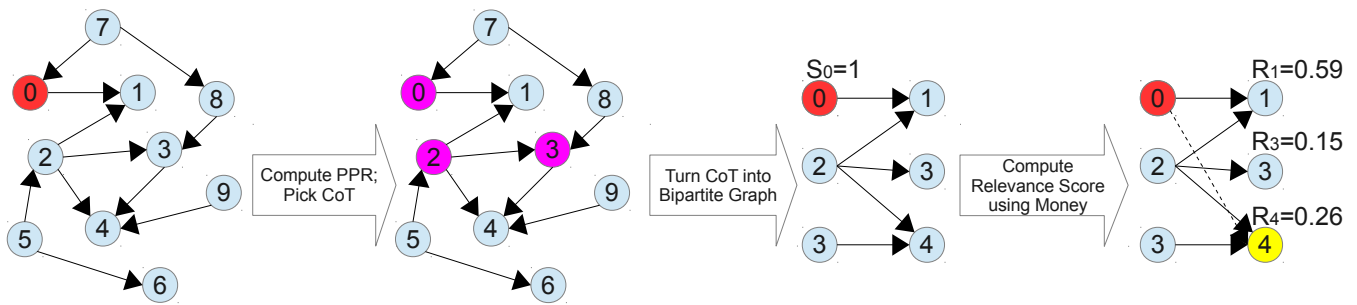 7
0
1
8
2
3
9
4
5
6
Compute PPR;
Pick CoT
7
0
1
8
2
3
9
4
5
6
Turn CoT into
Bipartite Graph
S0=1
0
1
2
3
3
4
Compute
Relevance Score
using Money
R1=0.59
0
1
R3=0.15
2
3
R4=0.26
3
4